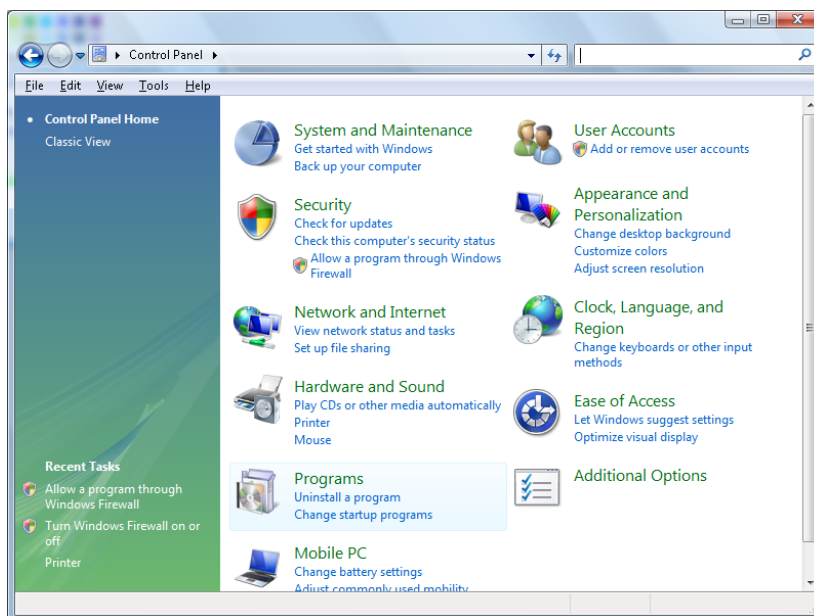 Control Panel
File Edit View Tools Help
Control Panel Home
Classic View
Recent Tasks
Allow a program through
Windows Firewall
Turn Windows Firewall on or
off
Printer
System and Maintenance
Get started with Windows
Back up your computer
Security
Check for updates
Check this computer's security status
Allow a program through Windows
Firewall
Network and Internet
View network status and tasks
Set up file sharing
Hardware and Sound
Play CDs or other media automatically
Printer
Mouse
Programs
Uninstall a program
Change startup programs
Mobile PC
Change battery settings
Adjust commonly used mobility
User Accounts
Add or remove user accounts
Appearance and
Personalization
Change desktop background
Customize colors
Adjust screen resolution
Clock, Language, and
Region
Change keyboards or other input
methods
Ease of Access
Let Windows suggest settings
Optimize visual display
Additional Options